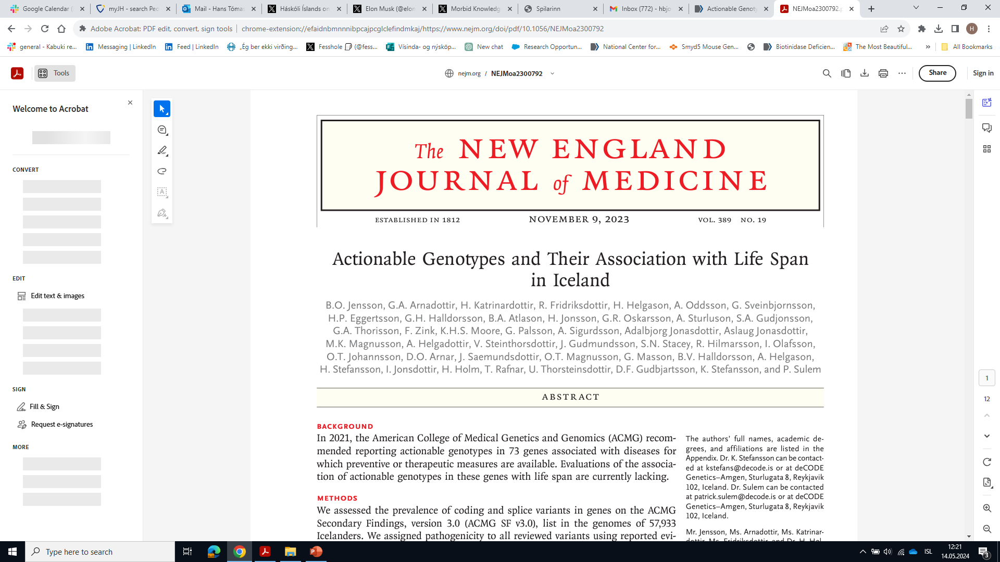 Google Calendar (
myJH - search Peo
Mail - Hans Tómas
Háskóli Íslands on
Elon Musk (@elon
Morbid Knowledg
Spilarinn
Inbox (772) - hbjo
Actionable Genoty
NEJMoa2300792.p
Adobe Acrobat: PDF edit, convert, sign tools
chrome-extension://efaidnbmnnnibpcajpcglclefindmkaj/https://www.nejm.org/doi/pdf/10.1056/NEJMoa2300792
H
general - Kabuki re...
Messaging | LinkedIn
Feed | LinkedIn
„Ég ber ekki virðing...
Fesshole (@fess...
Vísinda- og nýsköp...
New chat
Research Opportun...
National Center for...
Smyd5 Mouse Gen...
Biotinidase Deficien...
The Most Beautiful...
»
All Bookmarks
Tools
nejm.org / NEJMoa2300792
Share
Sign in
Welcome to Acrobat
CONVERT
EDIT
Edit text & images
SIGN
Fill & Sign
Request e-signatures
MORE
The NEW ENGLAND
JOURNAL of MEDICINE
ESTABLISHED IN 1812 NOVEMBER 9, 2023 VOL. 389 NO. 19
Actionable Genotypes and Their Association with Life Span
in Iceland
B.O. Jensson, G.A. Arnadottir, H. Katrinardottir, R. Fridriksdottir, H. Helgason, A. Oddsson, G. Sveinbjornsson,
H.P. Eggertsson, G.H. Halldorsson, B.A. Atlason, H. Jonsson, G.R. Oskarsson, A. Sturluson, S.A. Gudjonsson,
G.A. Thorisson, F. Zink, K.H.S. Moore, G. Palsson, A. Sigurdsson, Adalbjorg Jonasdottir, Aslaug Jonasdottir,
M.K. Magnusson, A. Helgadottir, V. Steinthorsdottir, J. Gudmundsson, S.N. Stacey, R. Hilmarsson, I. Olafsson,
O.T. Johannsson, D.O. Arnar, J. Saemundsdottir, O.T. Magnusson, G. Masson, B.V. Halldorsson, A. Helgason,
H. Stefansson, I. Jonsdottir, H. Holm, T. Rafnar, U. Thorsteinsdottir, D.F. Gudbjartsson, K. Stefansson, and P. Sulem
ABSTRACT
BACKGROUND
In 2021, the American College of Medical Genetics and Genomics (ACMG) recom-
mended reporting actionable genotypes in 73 genes associated with diseases for
which preventive or therapeutic measures are available. Evaluations of the associa-
tion of actionable genotypes in these genes with life span are currently lacking.
METHODS
We assessed the prevalence of coding and splice variants in genes on the ACMG
Secondary Findings, version 3.0 (ACMG SF v3.0), list in the genomes of 57,933
Icelanders. We assigned pathogenicity to all reviewed variants using reported evi-
The authors' full names, academic de-
grees, and affiliations are listed in the
Appendix. Dr. K. Stefansson can be contact-
ed at kstefans@decode.is or at deCODE
Genetics–Amgen, Sturlugata 8, Reykjavik
102, Iceland. Dr. Sulem can be contacted
at patrick.sulem@decode.is or at deCODE
Genetics–Amgen, Sturlugata 8, Reykjavik
102, Iceland.
Mr. Jensson, Ms. Arnadottir, Ms. Katrinar-
dottir, Ms. Fridriksdottir, and Dr. H. Hel-
1
12
Type here to search
ISL
12:21
14.05.2024
3